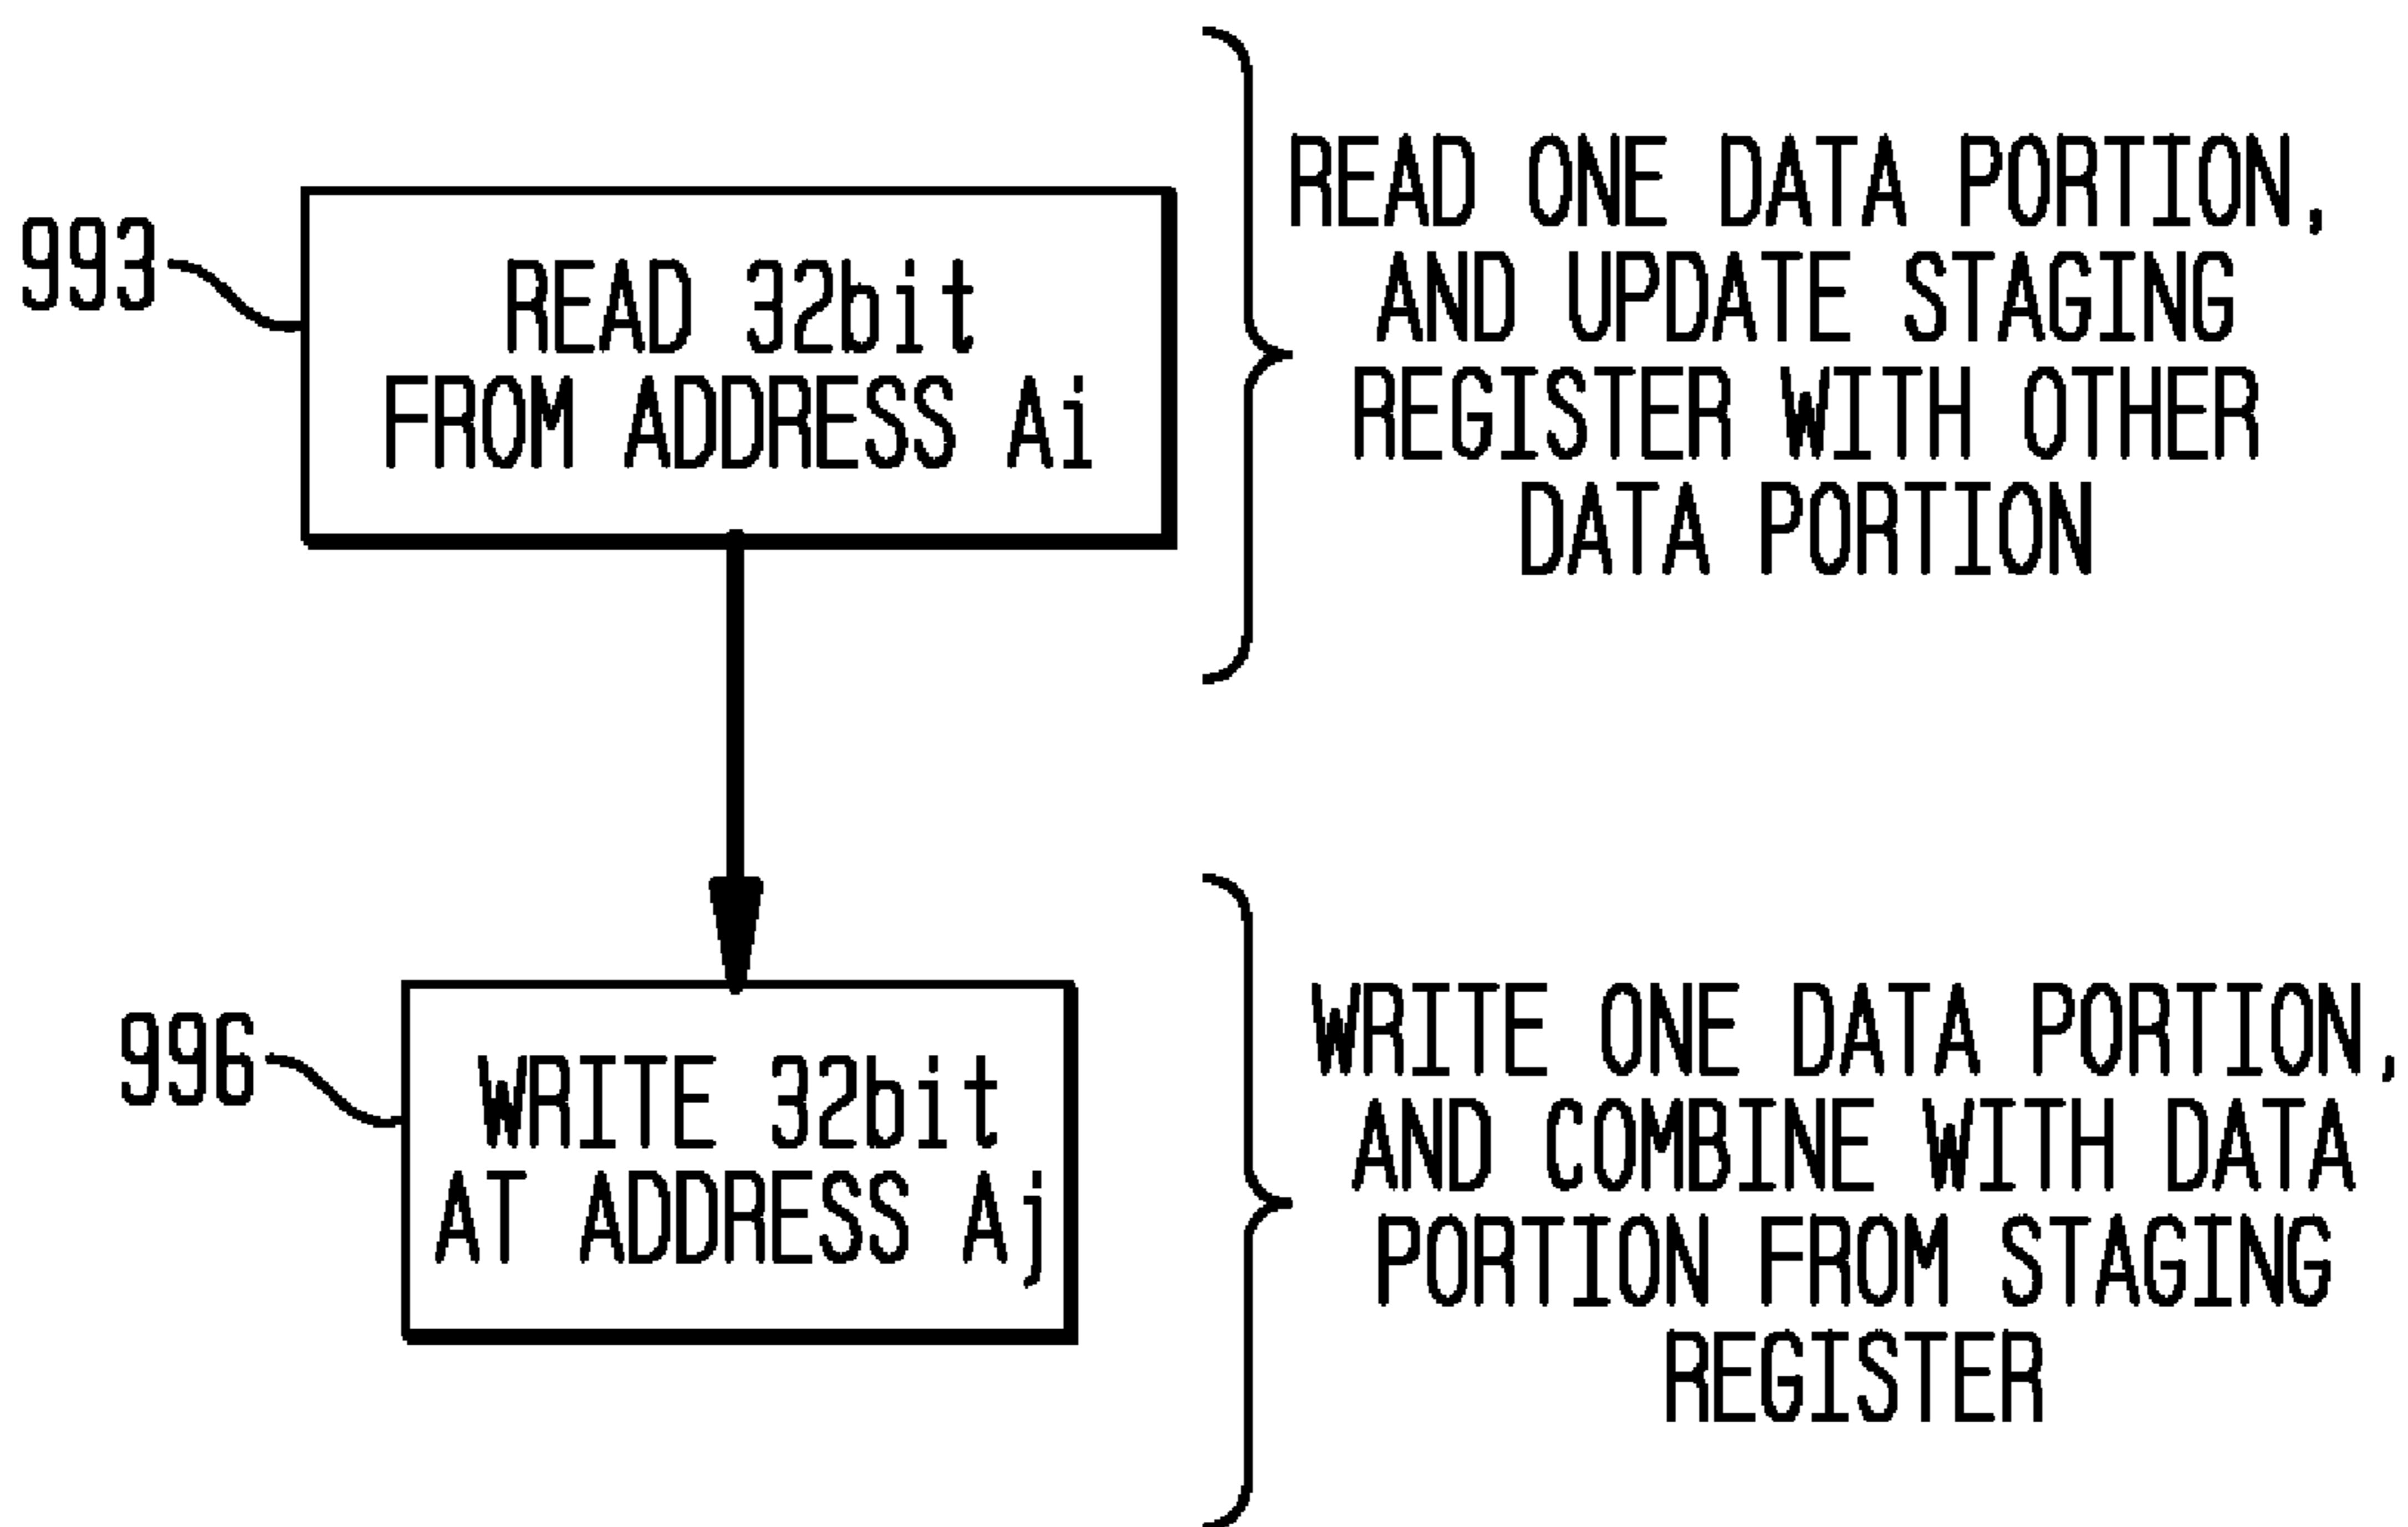 993
READ 32bit
FROM ADDRESS Ai
READ ONE DATA PORTION,
AND UPDATE STAGING
REGISTER WITH OTHER
DATA PORTION
996
WRITE 32bit
AT ADDRESS Aj
WRITE ONE DATA PORTION,
AND COMBINE WITH DATA
PORTION FROM STAGING
REGISTER